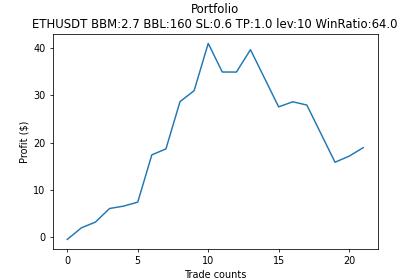 Portfolio
ETHUSDT BBM:2.7 BBL:160 SL:0.6 TP:1.0 lev:10 WinRatio:64.0
40
30
20
10
0
Profit ($)
0 5 10 15 20
Trade counts